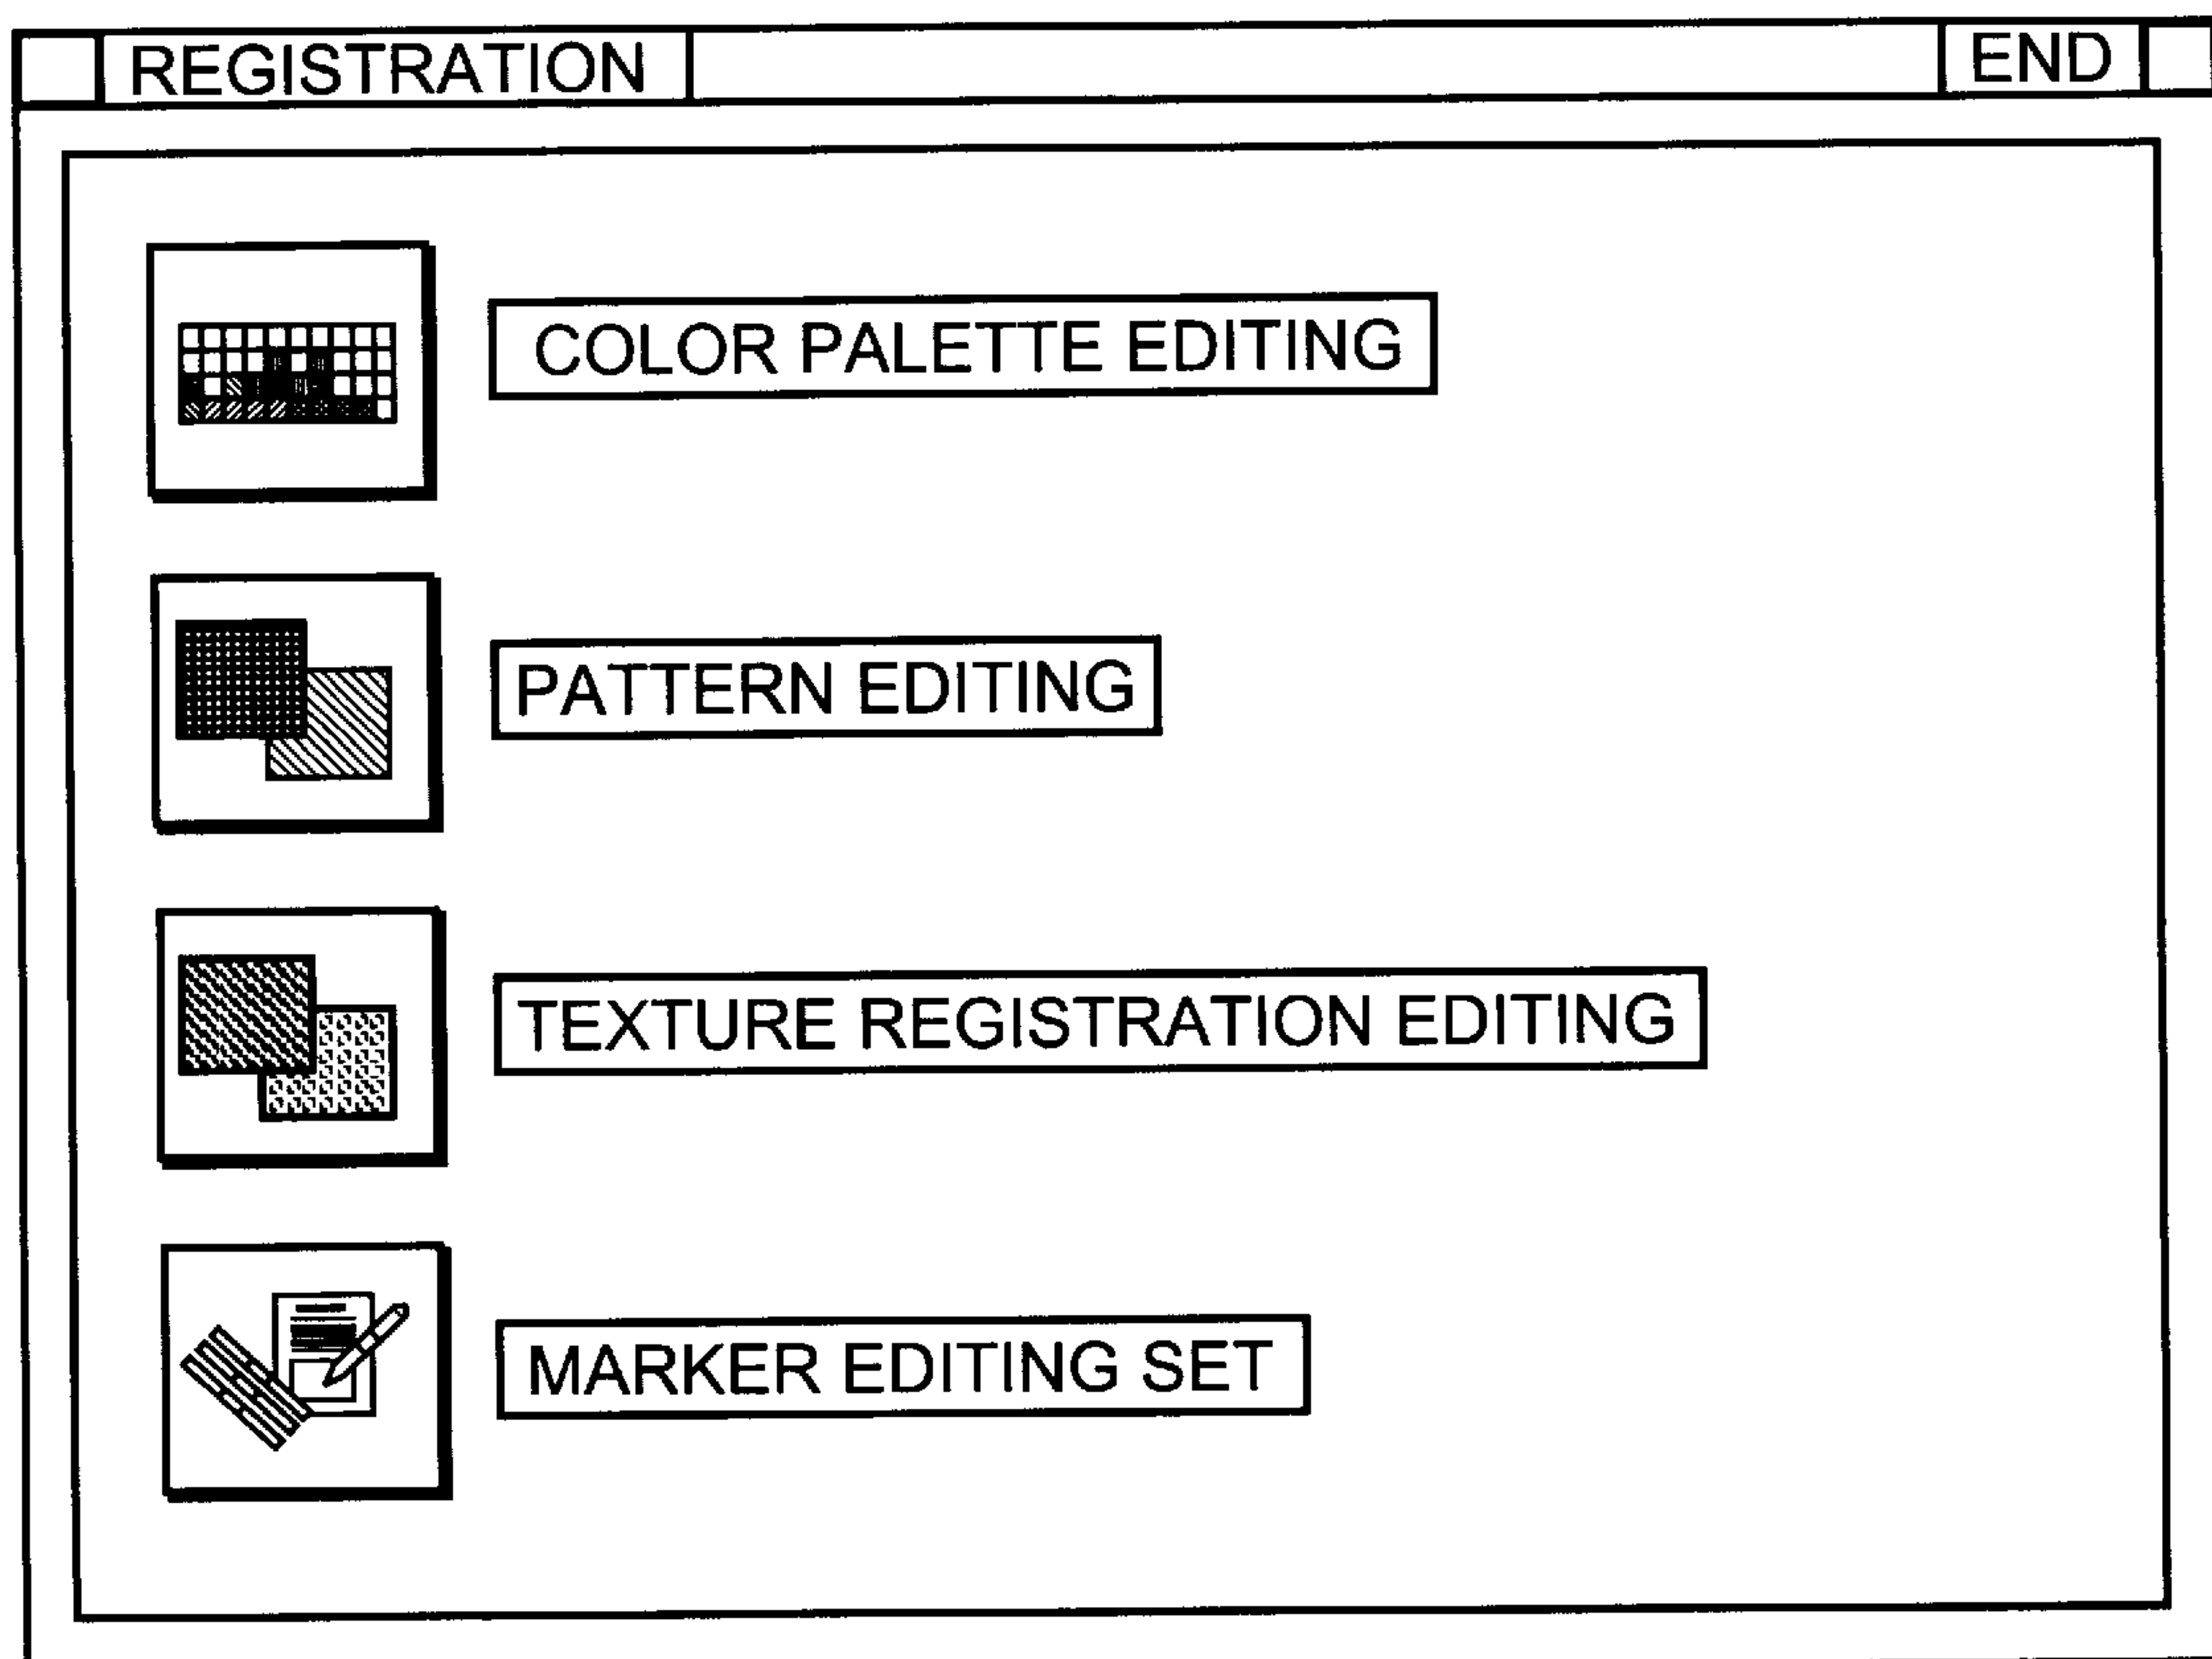 REGISTRATION END
COLOR PALETTE EDITING
PATTERN EDITING
TEXTURE REGISTRATION EDITING
MARKER EDITING SET